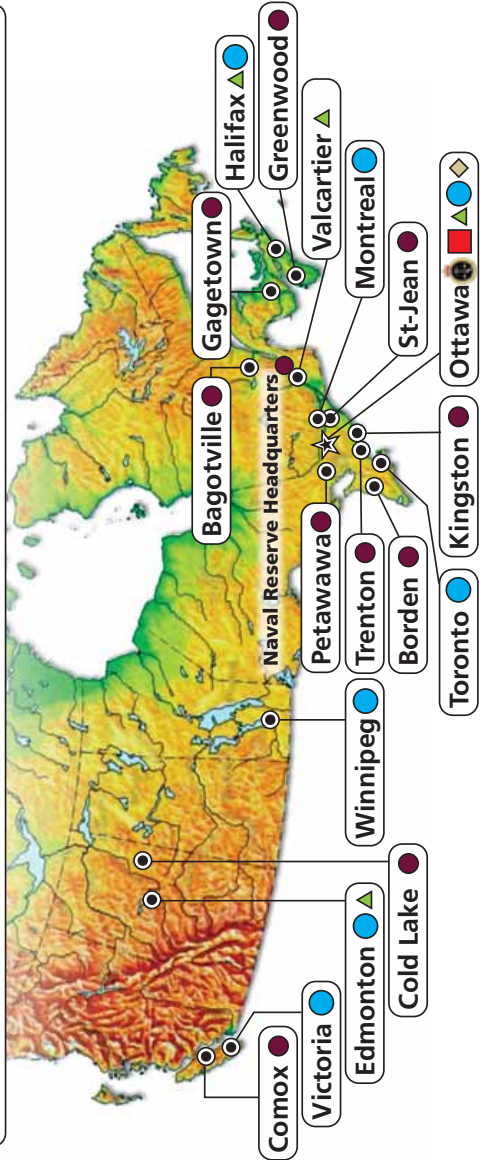 Halifax
Greenwood
Gagetown
Valcartier
Bagotville
Montreal
Naval Reserve Headquarters
St-Jean
Ottawa
Petawawa
Trenton
Borden
Kingston
Toronto
Winnipeg
Cold Lake
Edmonton
Victoria
Comox